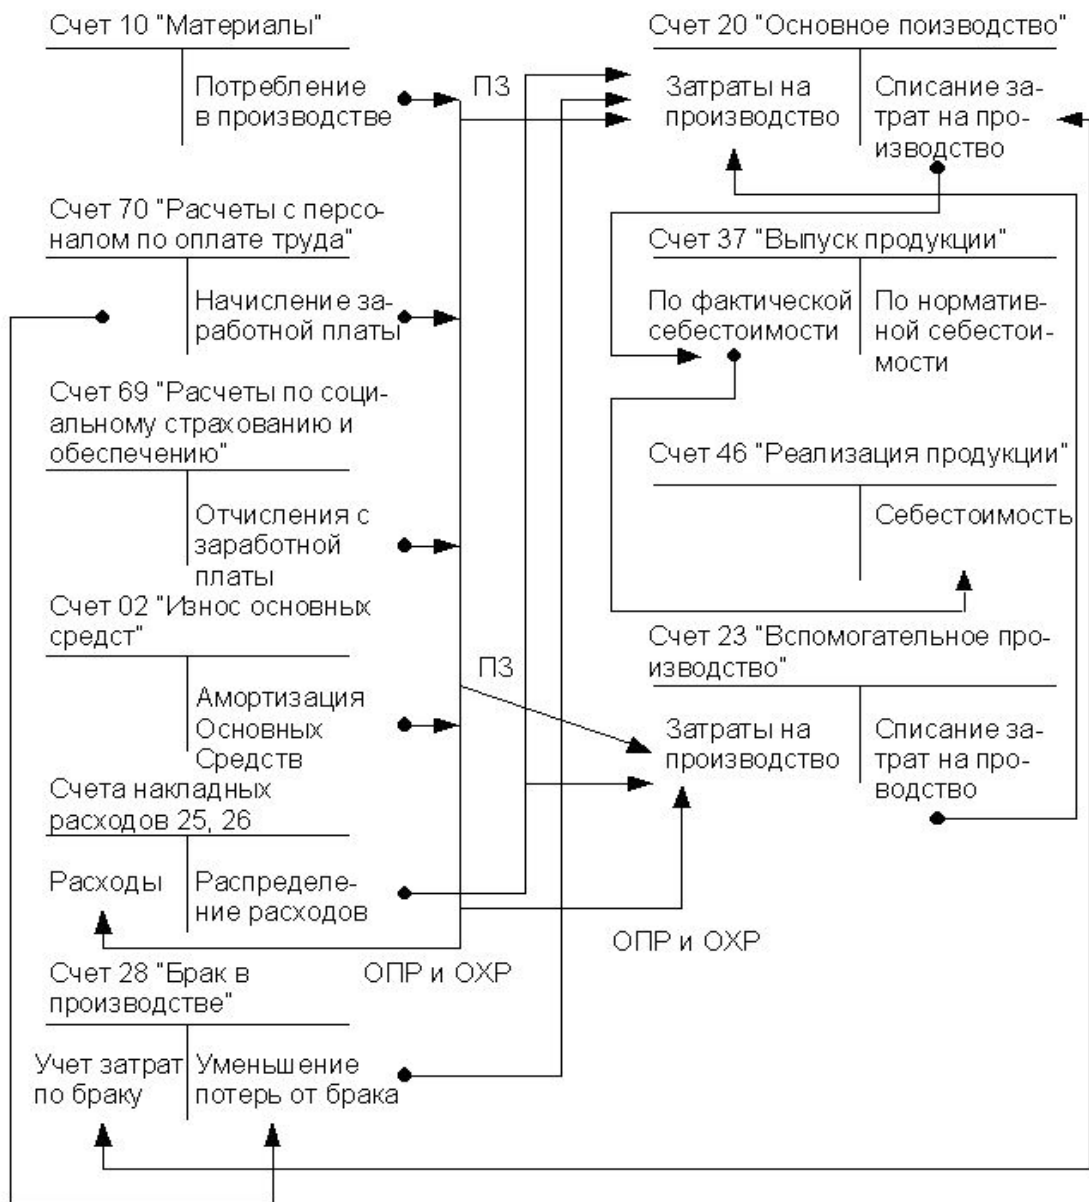 Счет 10 "Материалы"
Потребление
в производстве
ПЗ
Счет 70 "Расчеты с персо-
налом по оплате труда"
Начисление за-
работной платы
Счет 69 "Расчеты по соци-
альному страхованию и
обеспечению"
Отчисления с
заработной
платы
Счет 02 "Износ основных
средст"
ПЗ
Амортизация
Основных
Средств
Счета накладных
расходов 25, 26
Расходы
Распределе-
ние расходов
ОПР и ОХР
Счет 28 "Брак в
производстве"
Учет затрат
по браку
Уменьшение
потерь от брака
Счет 20 "Основное поизводство"
Затраты на
производство
Списание за-
трат на про-
изводство
Счет 37 "Выпуск продукции"
По фактической
себестоимости
По норматив-
ной себестои-
мости
Счет 46 "Реализация продукции"
Себестоимость
Счет 23 "Вспомогательное про-
изводство"
Затраты на
производство
Списание за-
трат на про-
водство
ОПР и ОХР